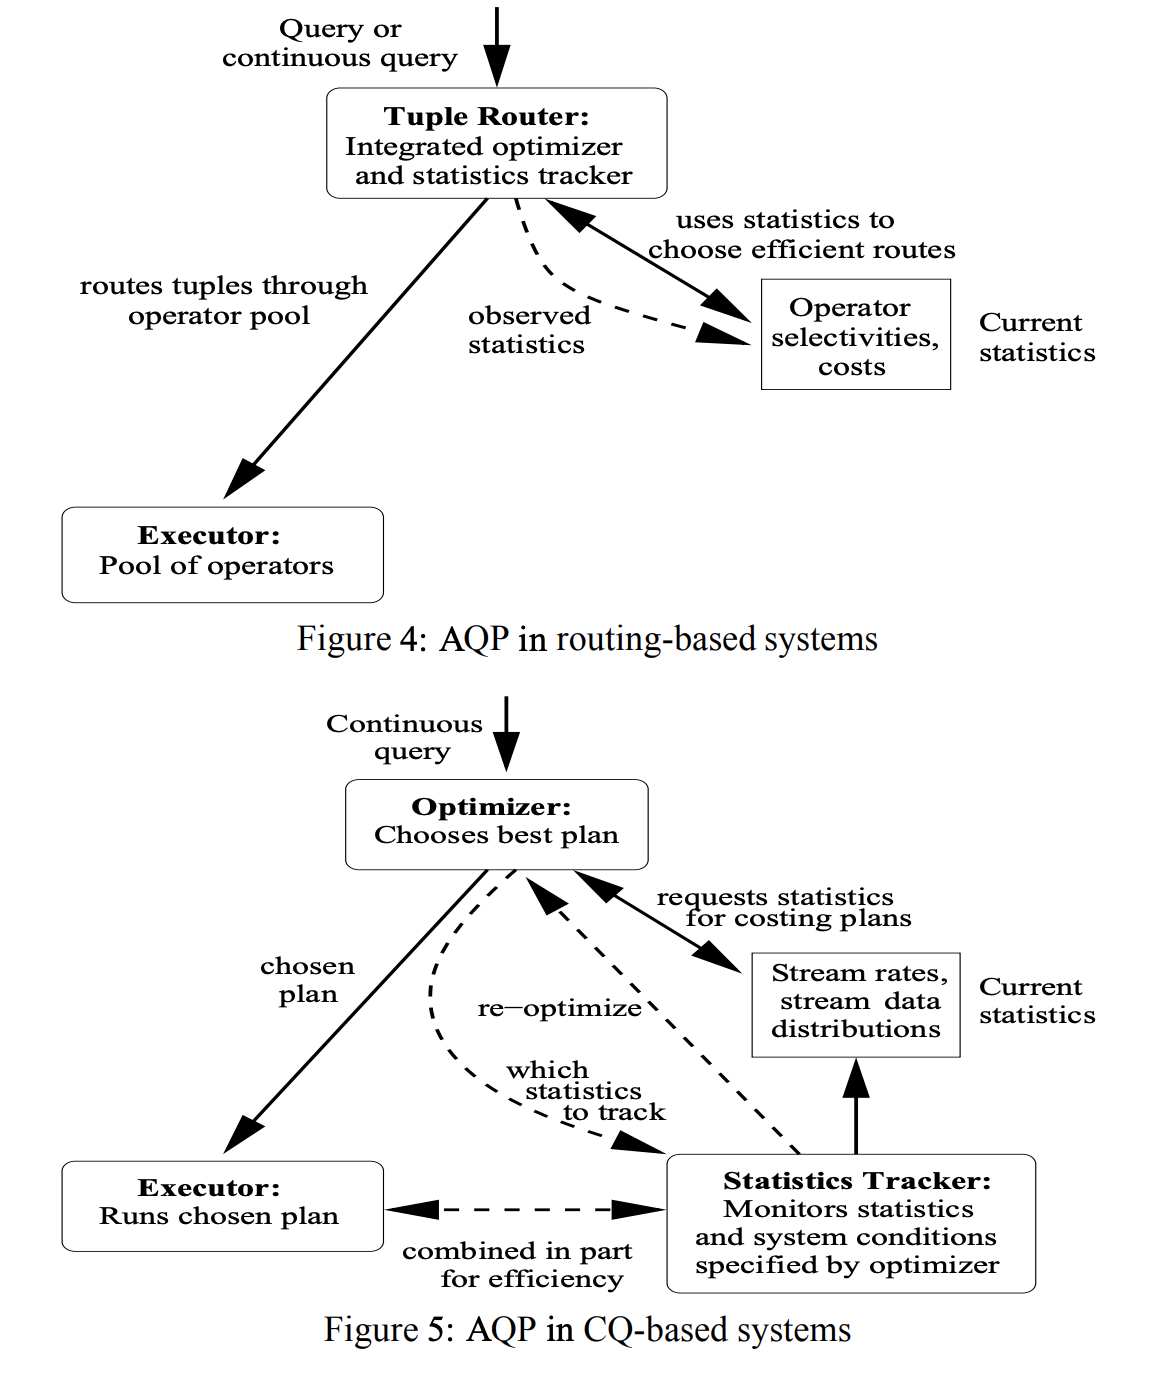 Query or
continuous query
Tuple Router:
Integrated optimizer
and statistics tracker
uses statistics to
choose efficient routes
routes tuples through
operator pool
observed
statistics
Operator
selectivities,
costs
Current
statistics
Executor:
Pool of operators
Figure 4: AQP in routing-based systems
Continuous
query
Optimizer:
Chooses best plan
requests statistics
for costing plans
chosen
plan
re−optimize
Stream rates,
stream data
distributions
Current
statistics
which
statistics
to track
Executor:
Runs chosen plan
combined in part
for efficiency
Statistics Tracker:
Monitors statistics
and system conditions
specified by optimizer
Figure 5: AQP in CQ-based systems